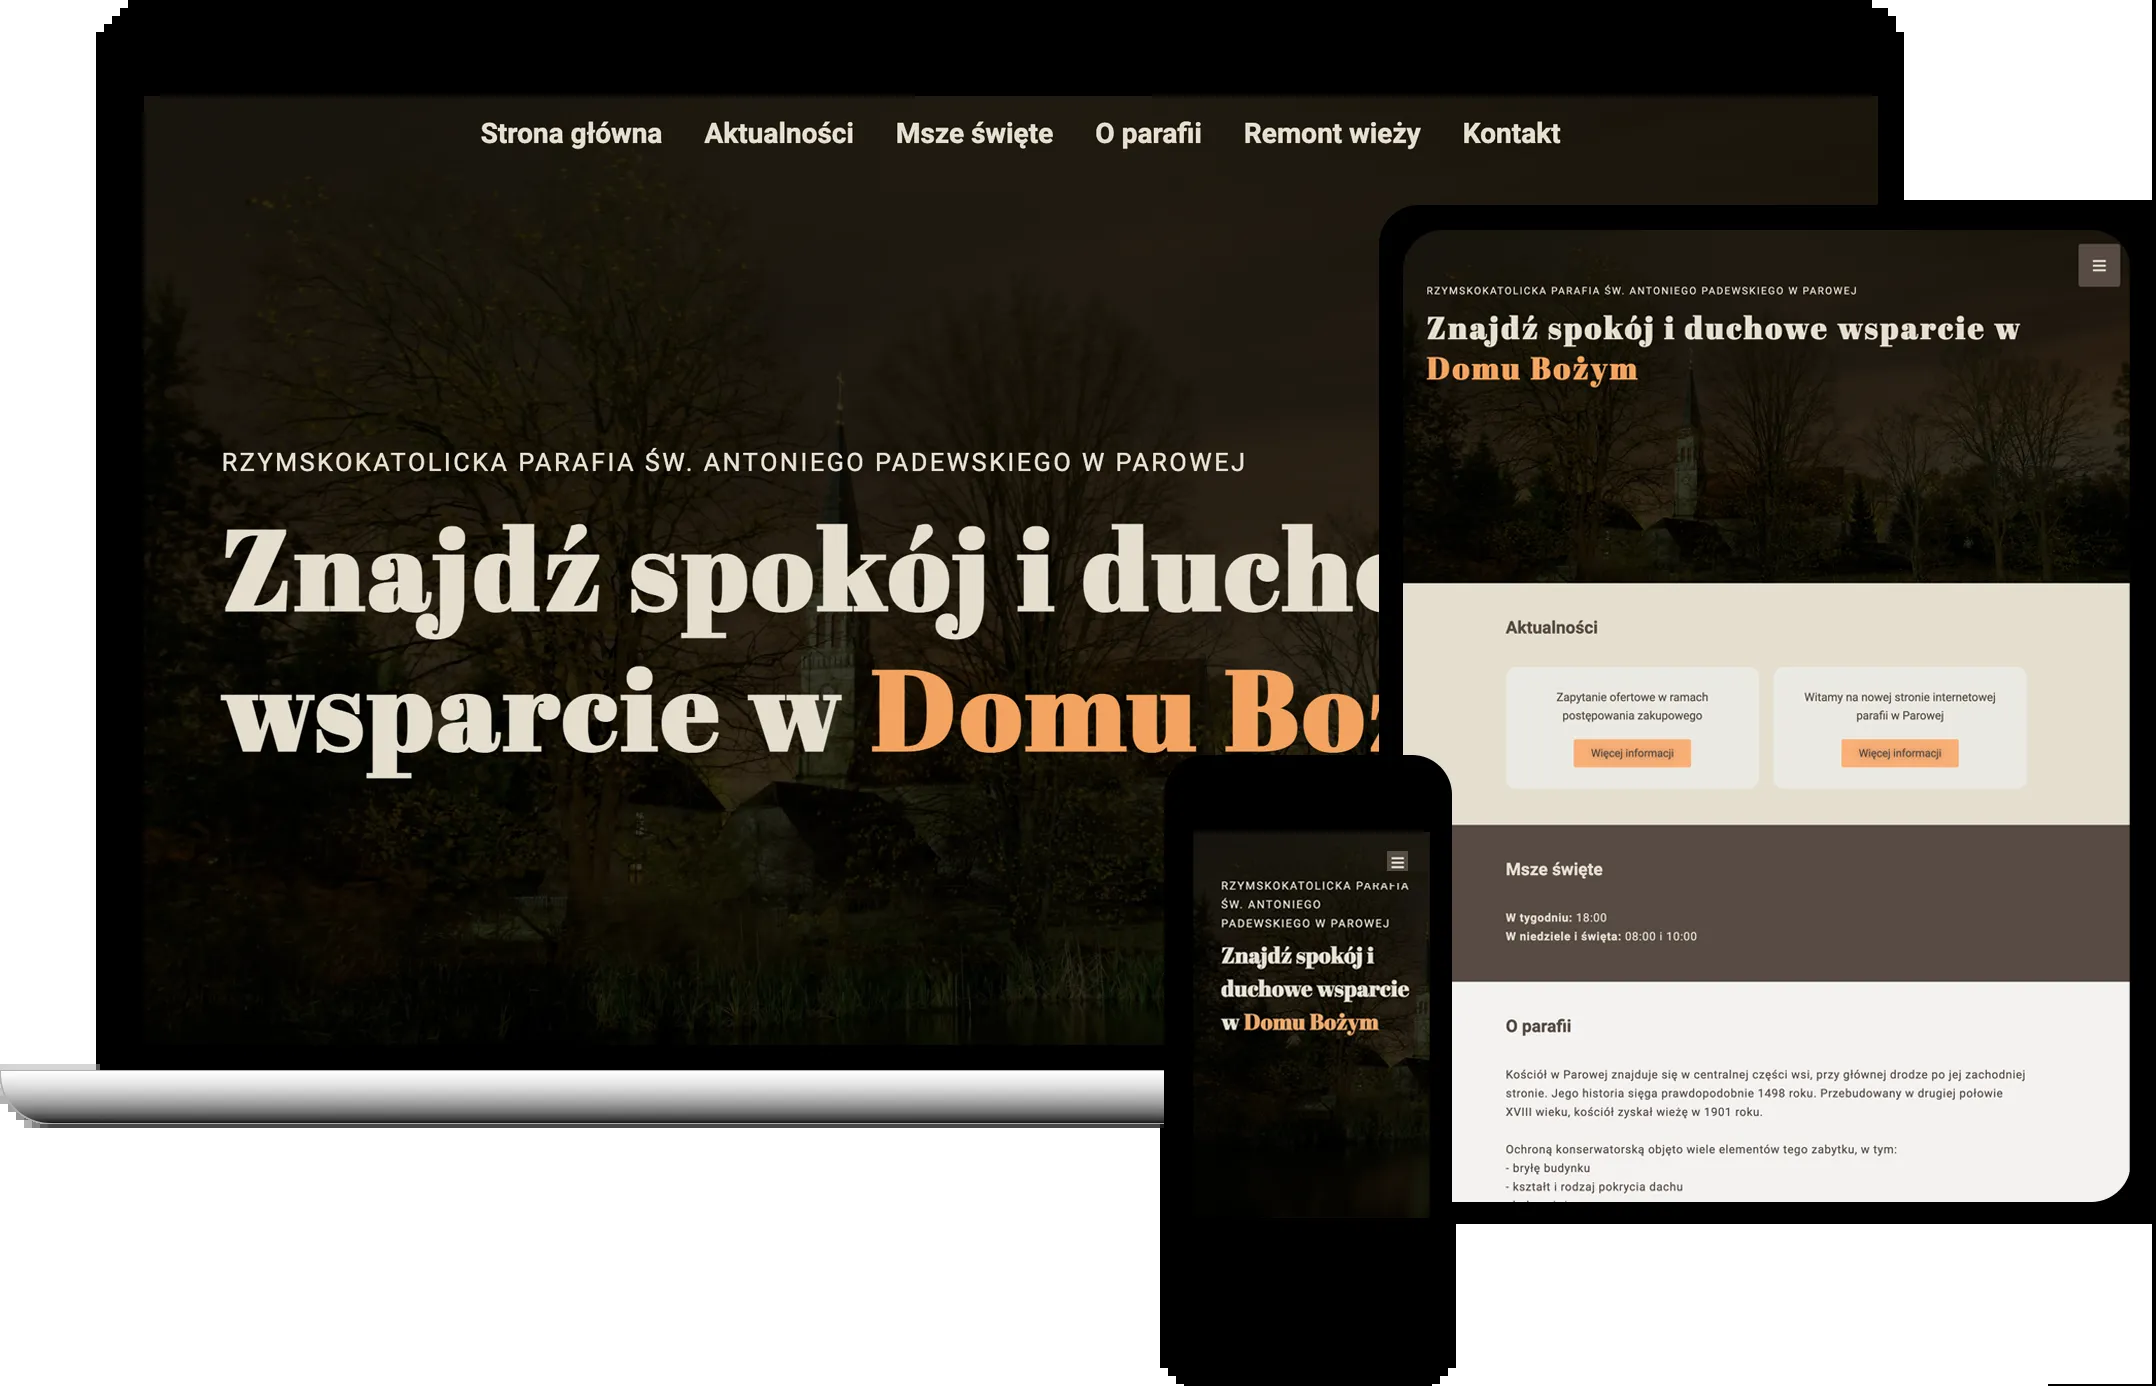 Strona główna Aktualności Msze święte O parafii Remont wieży Kontakt
RZYMSKOKATOLICKA PARAFIA ŚW. ANTONIEGO PADEWSKIEGO W PAROWEJ
Znajdź spokój i ducho
wsparcie w Domu Boż
RZYMSKOKATOLICKA PARAFIA ŚW. ANTONIEGO PADEWSKIEGO W PAROWEJ
Znajdź spokój i duchowe wsparcie w
Domu Bożym
Aktualności
Zapytanie ofertowe w ramach
postępowania zakupowego
Więcej informacji
Witamy na nowej stronie internetowej
parafii w Parowej
Więcej informacji
Msze święte
W tygodniu: 18:00
W niedziele i święta: 08:00 i 10:00
O parafii
Kościół w Parowej znajduje się w centralnej części wsi, przy głównej drodze po jej zachodniej
stronie. Jego historia sięga prawdopodobnie 1498 roku. Przebudowany w drugiej połowie
XVIII wieku, kościół zyskał wieżę w 1901 roku.
Ochroną konserwatorską objęto wiele elementów tego zabytku, w tym:
- bryłę budynku
- kształt i rodzaj pokrycia dachu
RZYMSKOKATOLICKA PARAFIA
ŚW. ANTONIEGO
PADEWSKIEGO W PAROWEJ
Znajdź spokój i
duchowe wsparcie
w Domu Bożym